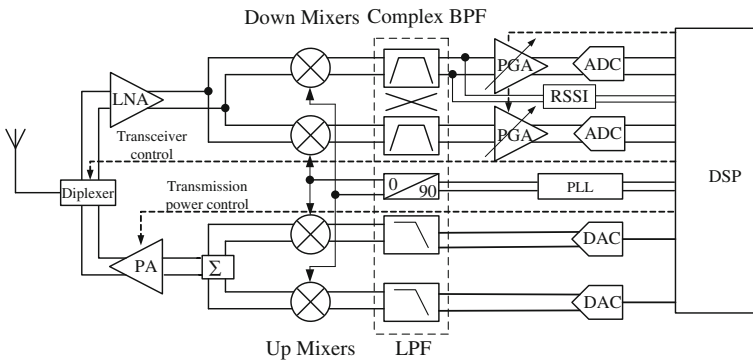 Down Mixers
Complex BPF
PGA
ADC
LNA
RSSI
Transceiver
control
PGA
ADC
DSP
Diplexer
Transmission
power control
0
90
PLL
PA
Σ
DAC
DAC
Up Mixers
LPF